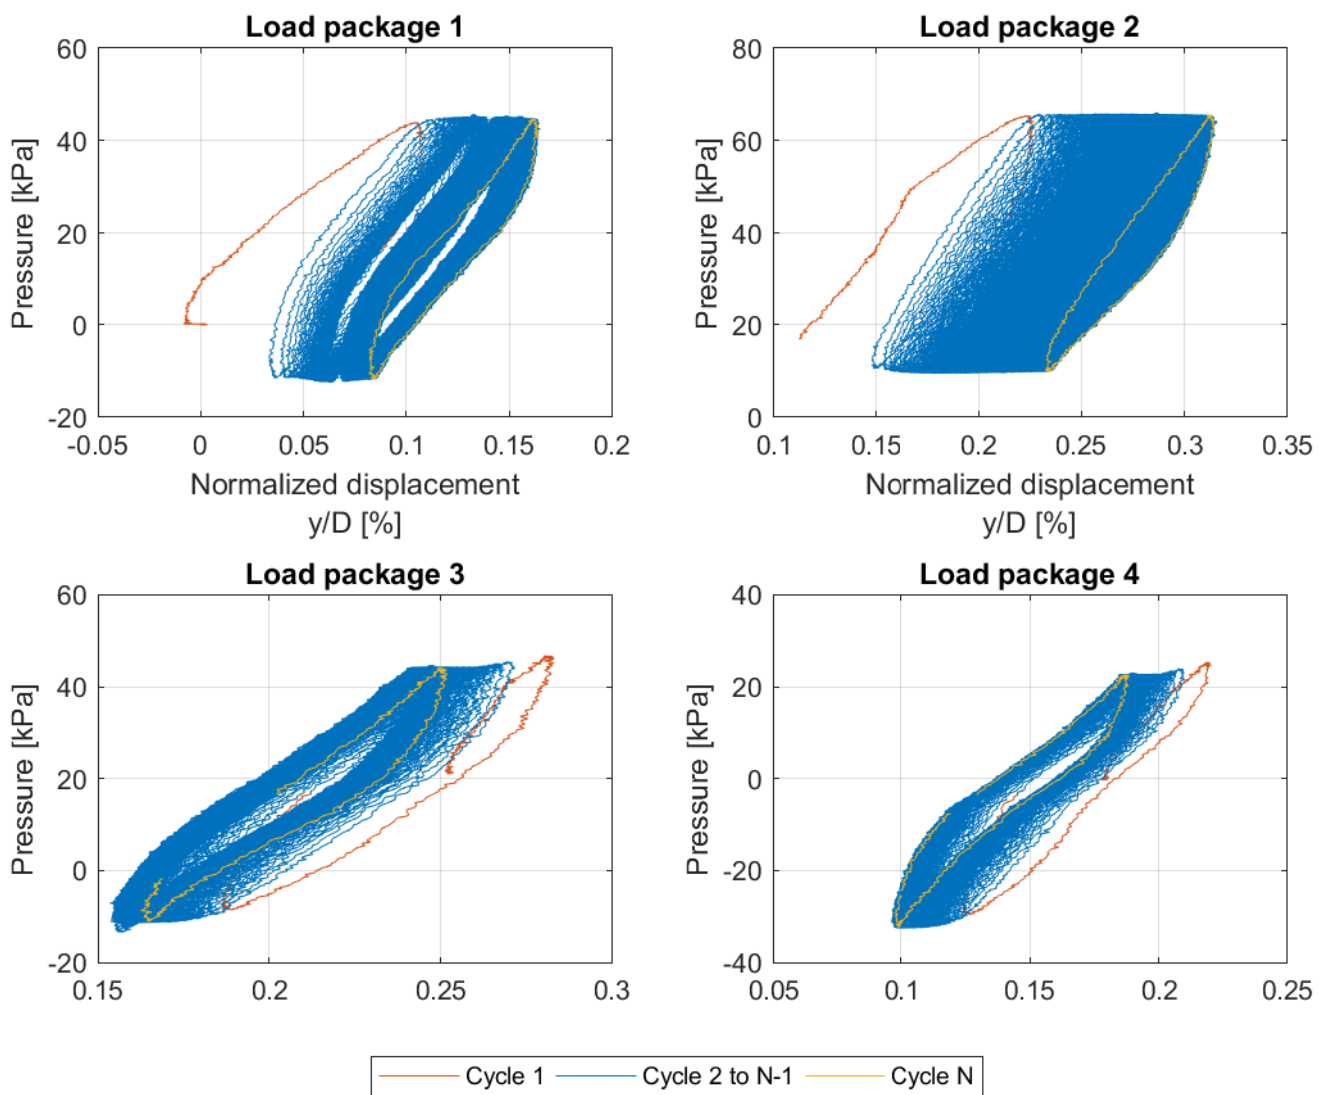 Load package 1
Load package 2
60
40
20
0
-20
Pressure [kPa]
-0.05
0
0.05
0.1
0.15
0.2
Normalized displacement
y/D [%]
80
60
40
20
0
Pressure [kPa]
0.1
0.15
0.2
0.25
0.3
0.35
Normalized displacement
y/D [%]
Load package 3
Load package 4
60
40
20
0
-20
Pressure [kPa]
0.15
0.2
0.25
0.3
40
20
0
-20
-40
Pressure [kPa]
0.05
0.1
0.15
0.2
0.25
Cycle 1
Cycle 2 to N-1
Cycle N